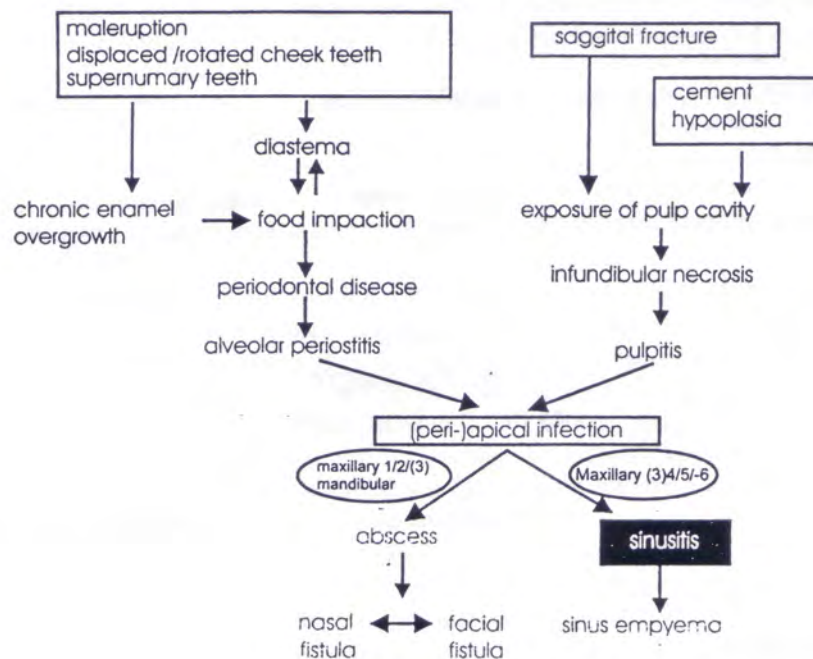 maleruption
displaced /rotated cheek teeth
supernumary teeth
saggital fracture
cement
hypoplasia
diastema
chronic enamel
overgrowth
food impaction
exposure of pulp cavity
periodontal disease
infundibular necrosis
alveolar periostitis
pulpitis
(peri-)apical infection
maxillary 1/2/(3)
mandibular
Maxillary (3)4/5/-6
abscess
sinusitis
nasal
fistula
facial
fistula
sinus empyema